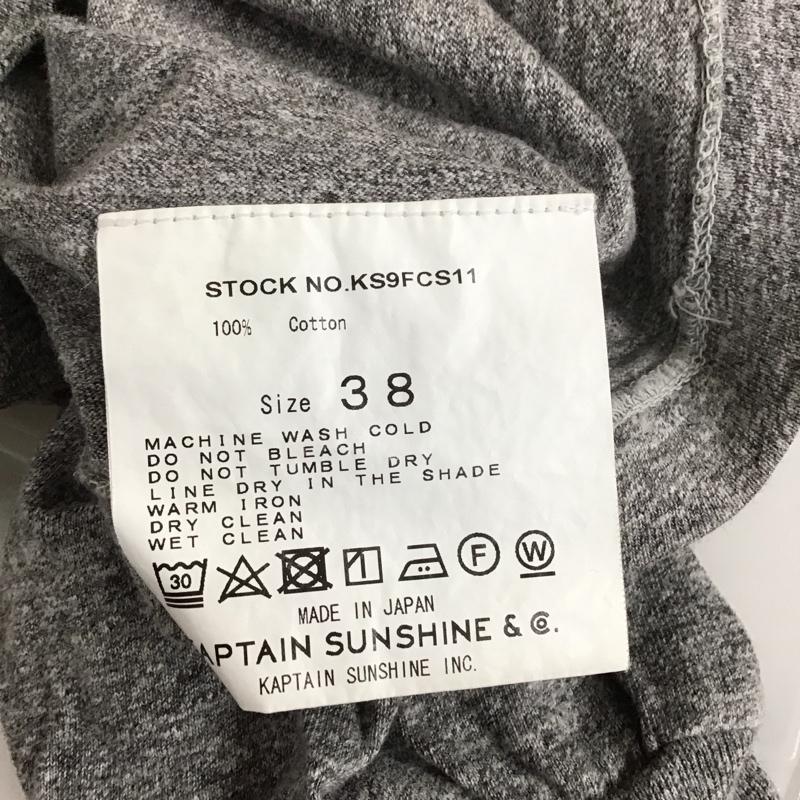 STOCK NO.KS9FCS11
100% Cotton
Size 38
MACHINE WASH COLD
DO NOT BLEACH
DO NOT TUMBLE DRY
LINE DRY IN THE SHADE
WARM IRON
DRY CLEAN
WET CLEAN
30 F W
MADE IN JAPAN
APTAIN SUNSHINE & Co.
KAPTAIN SUNSHINE INC.